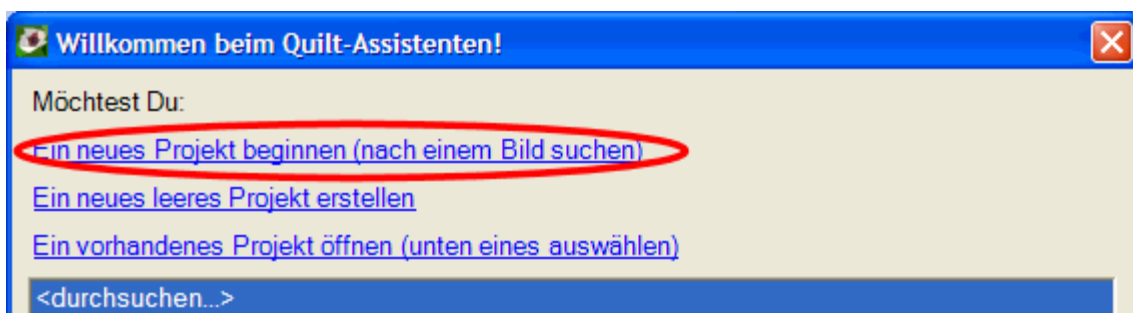 Willkommen beim Quilt-Assistenten!
Möchtest Du:
Ein neues Projekt beginnen (nach einem Bild suchen)
Ein neues leeres Projekt erstellen
Ein vorhandenes Projekt öffnen (unten eines auswählen)
<durchsuchen...>